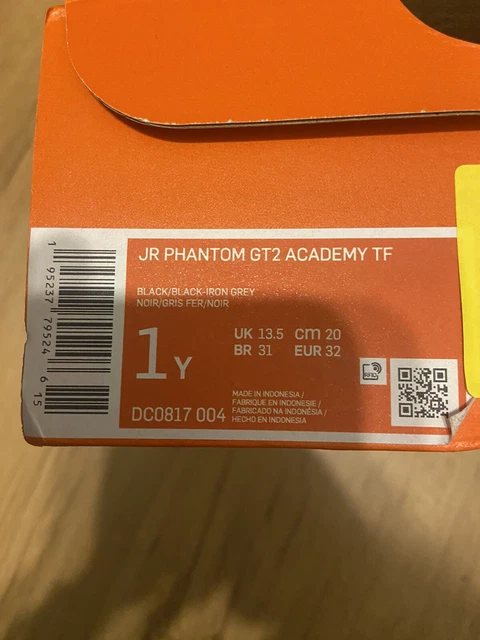 JR PHANTOM GT2 ACADEMY TF
BLACK/BLACK-IRON GREY
NOIR/GRIS FER/NOIR
1Y
UK 13.5 cm 20
BR 31 EUR 32
RFID
MADE IN INDONESIA /
FABRIQUE EN INDONESIE /
FABRICADO NA INDONÉSIA /
HECHO EN INDONESIA
DC0817 004
1 95237 79524 6 15